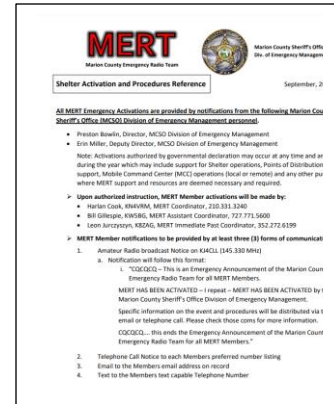 MERT
Marion County Emergency Radio Team
Marion County Sheriff's Offi
Div. of Emergency Managem
Shelter Activation and Procedures Reference
September, 2
All MERT Emergency Activations are provided by notifications from the following Marion Cou
Sheriff's Office (MCSO) Division of Emergency Management personnel.
• Preston Bowlin, Director, MCSO Division of Emergency Management
• Erin Miller, Deputy Director, MCSO Division of Emergency Management
Note: Activations authorized by governmental declaration may occur at any time and an
during the year which may include support for Shelter operations, Points of Distribution
support, Mobile Command Center (MCC) operations (local or remote) and any other pu
where MERT support and resources are deemed necessary and required.
➢ Upon authorized instruction, MERT Member activations will be made by:
• Harlan Cook, KN4VRM, MERT Coordinator, 210.331.3240
• Bill Gillespie, KW5BG, MERT Assistant Coordinator, 727.771.5600
• Leon Jurczyszyn, K8ZAG, MERT Immediate Past Coordinator, 352.272.6199
➢ MERT Member notifications to be provided by at least three (3) forms of communicati
1. Amateur Radio broadcast Notice on KJ4CLL (145.330 MHz)
a. Notification will follow this format:
i. "CQCQCQ – This is an Emergency Announcement of the Marion Coun
Emergency Radio Team for all MERT Members.
MERT HAS BEEN ACTIVATED – I repeat – MERT HAS BEEN ACTIVATED by t
Marion County Sheriff's Office Division of Emergency Management.
Specific information on the event and procedures will be distributed via t
email or telephone call. Please check those coms for more information.
CQCQCQ.... this ends the Emergency Announcement of the Marion Count
Emergency Radio Team for all MERT Members."
2. Telephone Call Notice to each Members preferred number listing
3. Email to the Members email address on record
4. Text to the Members text capable Telephone Number